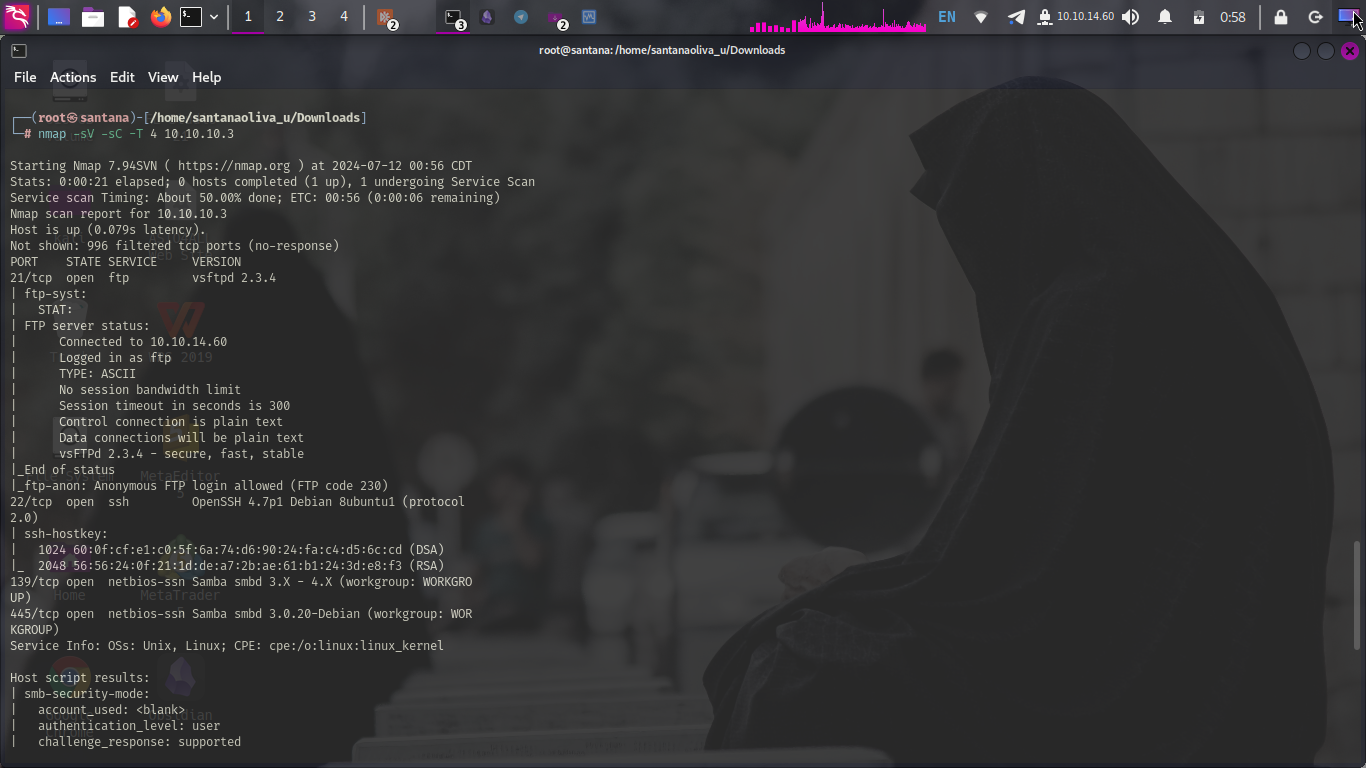 1 2 3 4 2 3 2 EN 10.10.14.60 0:58
root@santana: /home/santanaoliva_u/Downloads
File Actions Edit View Help
┌──(root㉿santana)-[/home/santanaoliva_u/Downloads]
└─# nmap -sV -sC -T 4 10.10.10.3
Starting Nmap 7.94SVN ( https://nmap.org ) at 2024-07-12 00:56 CDT
Stats: 0:00:21 elapsed; 0 hosts completed (1 up), 1 undergoing Service Scan
Service scan Timing: About 50.00% done; ETC: 00:56 (0:00:06 remaining)
Nmap scan report for 10.10.10.3
Host is up (0.079s latency).
Not shown: 996 filtered tcp ports (no-response)
PORT    STATE SERVICE     VERSION
21/tcp  open  ftp         vsftpd 2.3.4
| ftp-syst:
|   STAT:
| FTP server status:
|      Connected to 10.10.14.60
|      Logged in as ftp
|      TYPE: ASCII
|      No session bandwidth limit
|      Session timeout in seconds is 300
|      Control connection is plain text
|      Data connections will be plain text
|      vsFTPd 2.3.4 - secure, fast, stable
|_End of status
|_ftp-anon: Anonymous FTP login allowed (FTP code 230)
22/tcp  open  ssh         OpenSSH 4.7p1 Debian 8ubuntu1 (protocol
2.0)
| ssh-hostkey:
|   1024 60:0f:cf:e1:c0:5f:6a:74:d6:90:24:fa:c4:d5:6c:cd (DSA)
|_  2048 56:56:24:0f:21:1d:de:a7:2b:ae:61:b1:24:3d:e8:f3 (RSA)
139/tcp open  netbios-ssn Samba smbd 3.X - 4.X (workgroup: WORKGRO
UP)
445/tcp open  netbios-ssn Samba smbd 3.0.20-Debian (workgroup: WOR
KGROUP)
Service Info: OSs: Unix, Linux; CPE: cpe:/o:linux:linux_kernel
Host script results:
| smb-security-mode:
|   account_used: <blank>
|   authentication_level: user
|   challenge_response: supported
2019
MetaEditor
5
Home
MetaTrader
Obsidian